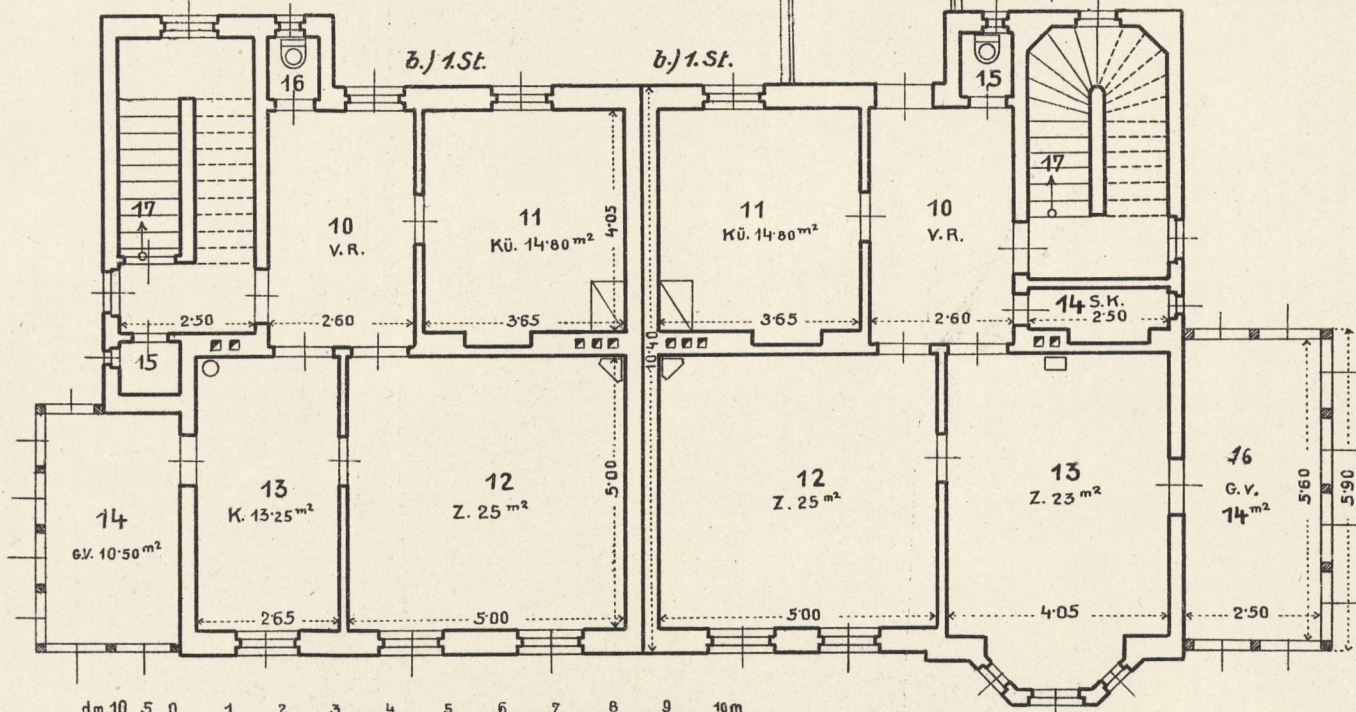 b.) 1.St.
b.) 1.St.
16
15
17
17
10
V.R.
11
Kü. 14·80 m²
4·05
11
Kü. 14·80 m²
10
V.R.
14 S.K.
2·50
2·60
3·65
3·65
2·60
2·50
15
10·40
13
K. 13·25 m²
12
Z. 25 m²
5·00
12
Z. 25 m²
13
Z. 23 m²
16
G.V.
14 m²
5·60
5·90
14
G.V. 10·50 m²
2·65
5·00
5·00
4·05
2·50
dm 10 5 0 1 2 3 4 5 6 7 8 9 10m